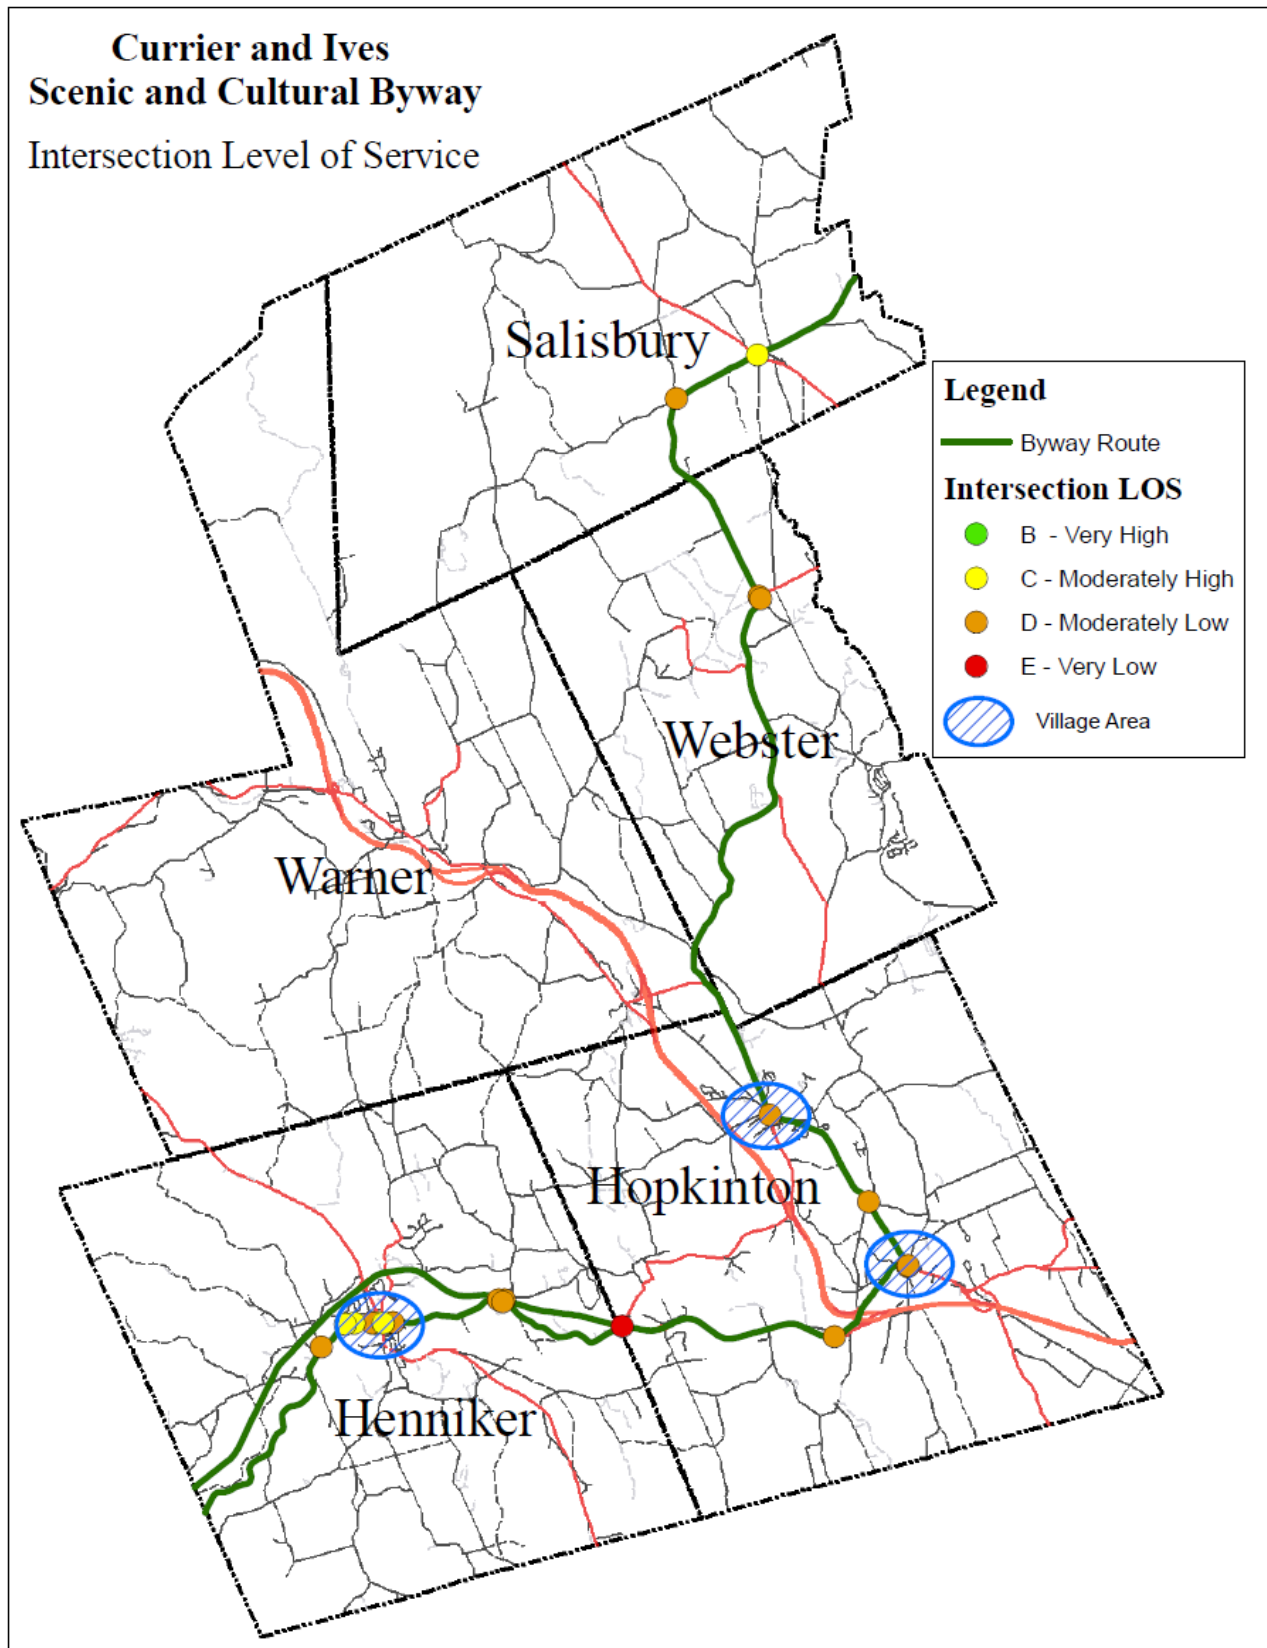 Currier and Ives
Scenic and Cultural Byway
Intersection Level of Service
Salisbury
Legend
Byway Route
Intersection LOS
B - Very High
C - Moderately High
D - Moderately Low
E - Very Low
Village Area
Webster
Warner
Hopkinton
Henniker